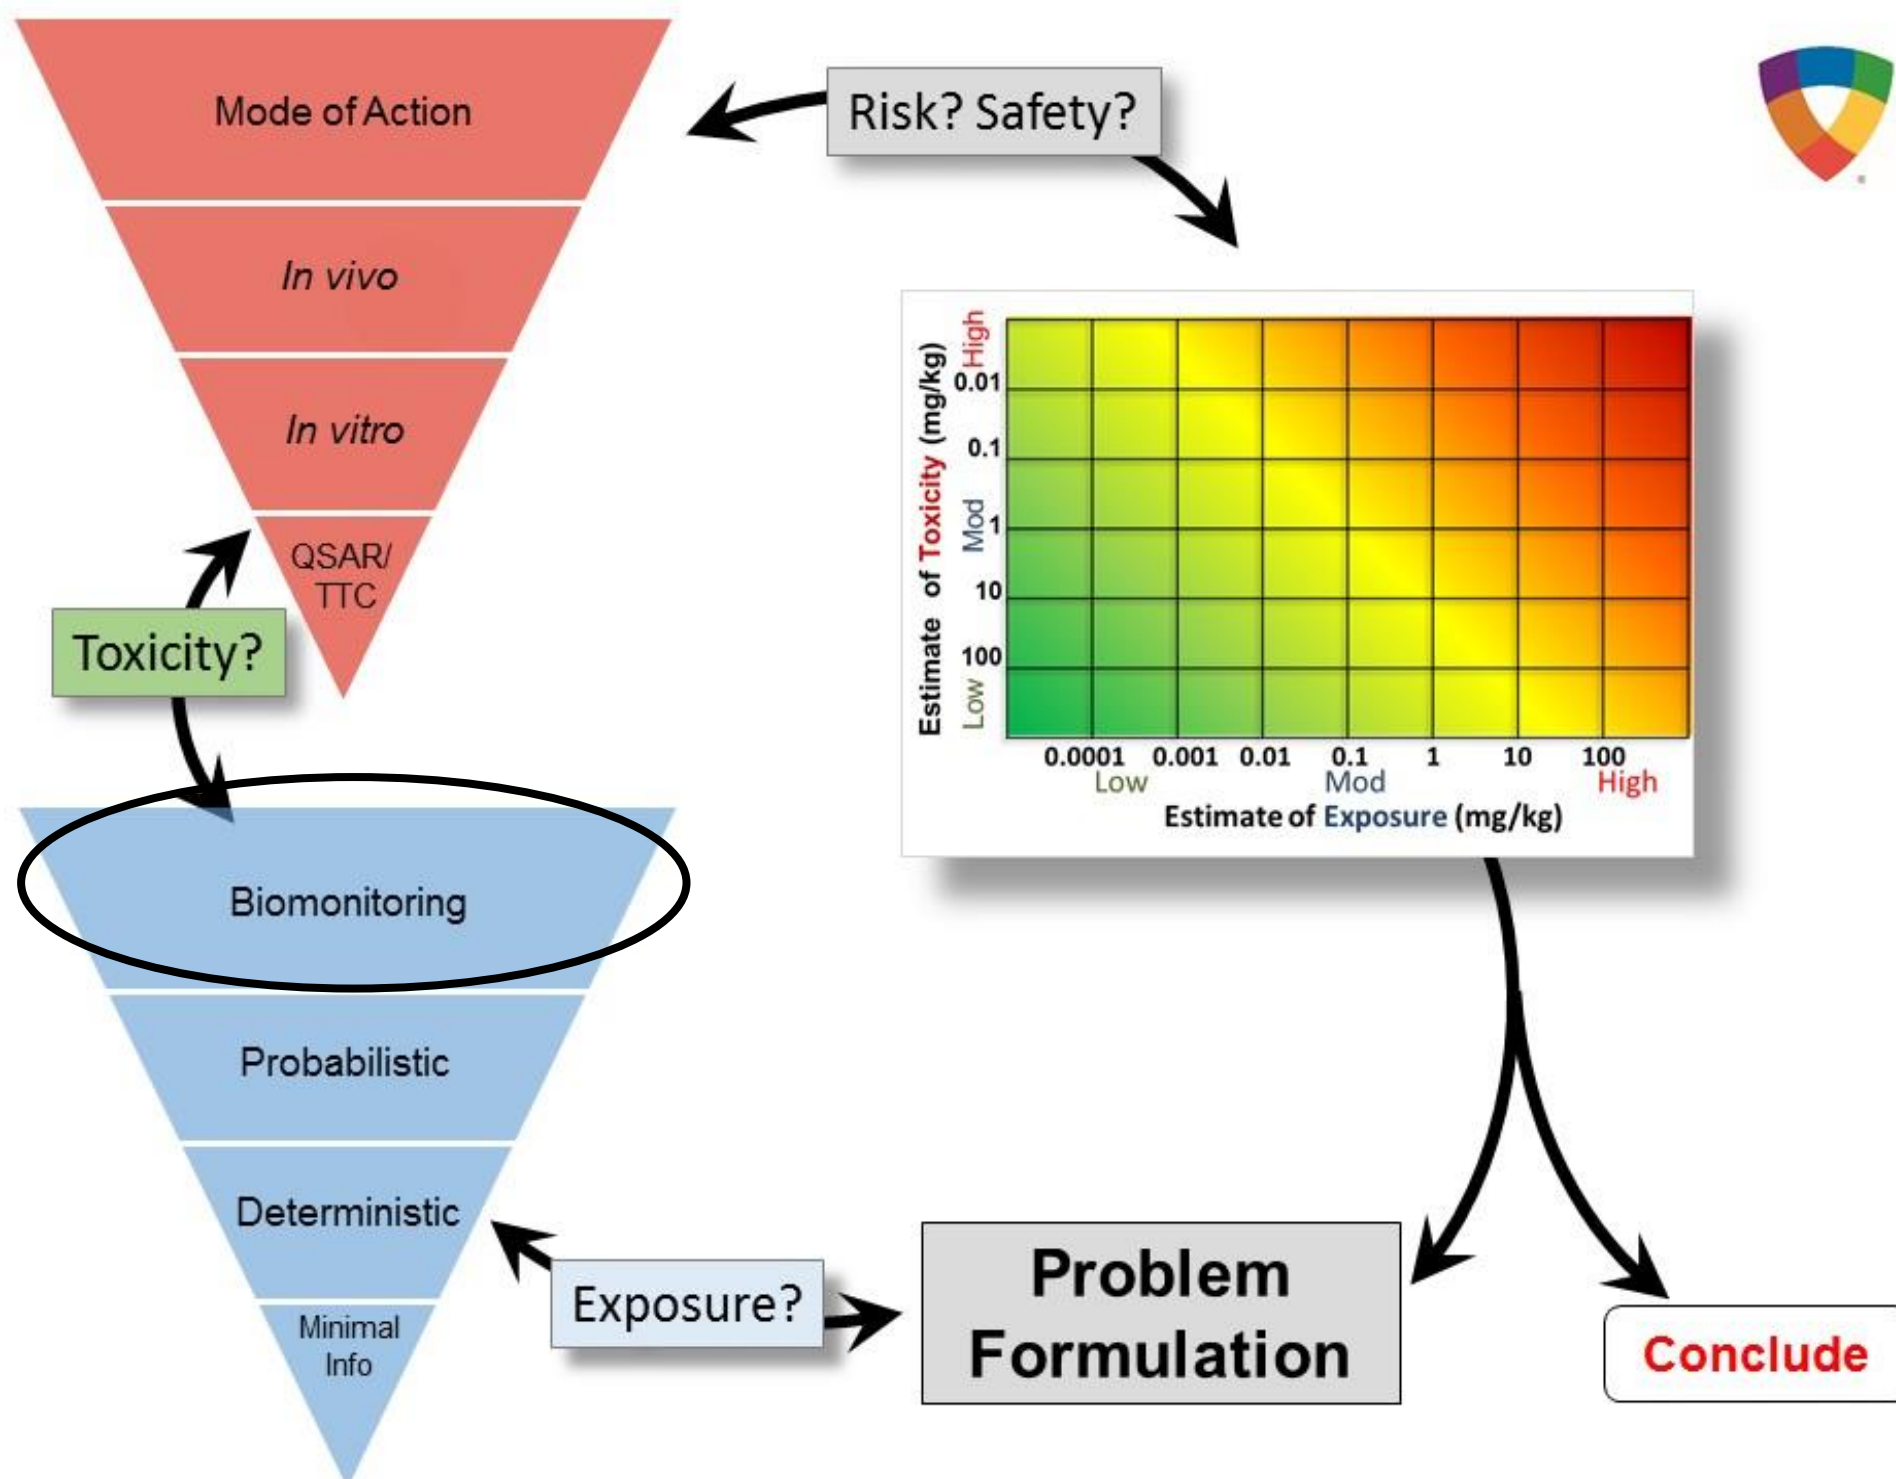 Mode of Action
In vivo
In vitro
QSAR/
TTC
Toxicity?
Risk? Safety?
Estimate of Toxicity (mg/kg)
High
Mod
Low
0.01
0.1
1
10
100
0.0001 0.001 0.01 0.1 1 10 100
Low Mod High
Estimate of Exposure (mg/kg)
Biomonitoring
Probabilistic
Deterministic
Minimal
Info
Exposure?
Problem
Formulation
Conclude